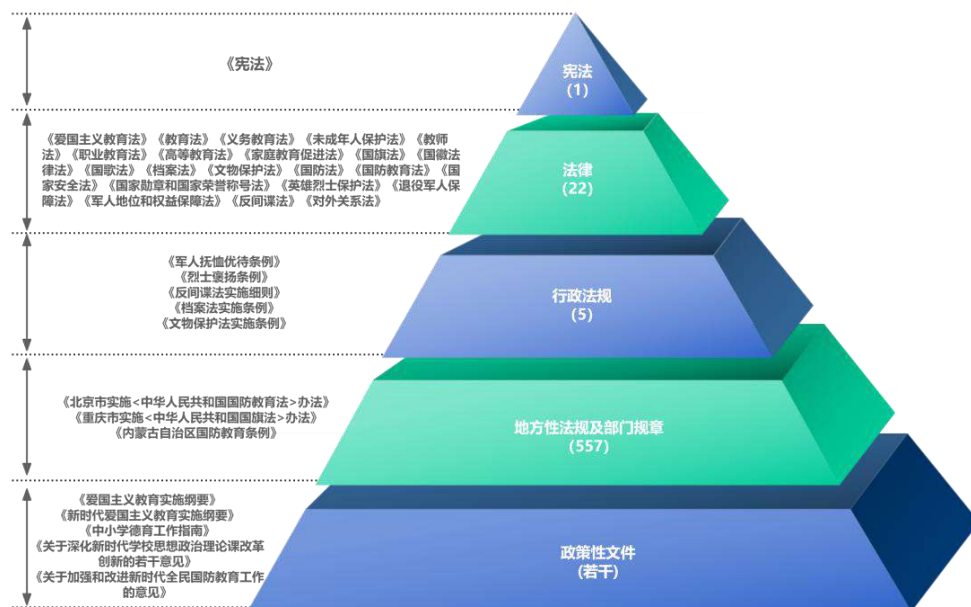 《宪法》
宪法
(1)
《爱国主义教育法》《教育法》《义务教育法》《未成年人保护法》《教师
法》《职业教育法》《高等教育法》《家庭教育促进法》《国旗法》《国徽法
律法》《国歌法》《档案法》《文物保护法》《国防法》《国防教育法》《国
家安全法》《国家勋章和国家荣誉称号法》《英雄烈士保护法》《退役军人保
障法》《军人地位和权益保障法》《反间谍法》《对外关系法》
法律
(22)
《军人抚恤优待条例》
《烈士褒扬条例》
《反间谍法实施细则》
《档案法实施条例》
《文物保护法实施条例》
行政法规
(5)
《北京市实施<中华人民共和国国防教育法>办法》
《重庆市实施<中华人民共和国国旗法>办法》
《内蒙古自治区国防教育条例》
地方性法规及部门规章
(557)
《爱国主义教育实施纲要》
《新时代爱国主义教育实施纲要》
《中小学德育工作指南》
《关于深化新时代学校思想政治理论课改革
创新的若干意见》
《关于加强和改进新时代全民国防教育工作
的意见》
政策性文件
(若干)